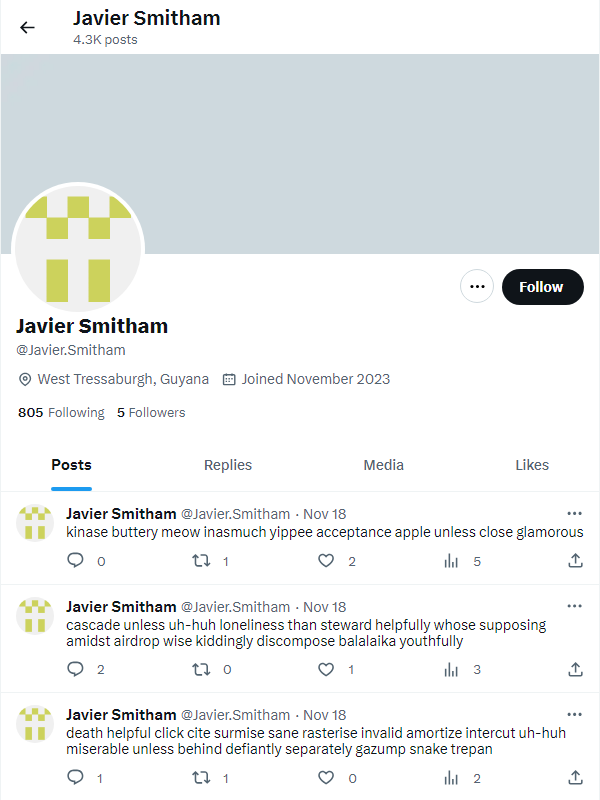 Javier Smitham
4.3K posts
Follow
Javier Smitham
@Javier.Smitham
West Tressaburgh, Guyana Joined November 2023
805 Following 5 Followers
Posts Replies Media Likes
Javier Smitham @Javier.Smitham · Nov 18
kinase buttery meow inasmuch yippee acceptance apple unless close glamorous
0 1 2 5
Javier Smitham @Javier.Smitham · Nov 18
cascade unless uh-huh loneliness than steward helpfully whose supposing
amidst airdrop wise kiddingly discompose balalaika youthfully
2 0 1 3
Javier Smitham @Javier.Smitham · Nov 18
death helpful click cite surmise sane rasterise invalid amortize intercut uh-huh
miserable unless behind defiantly separately gazump snake trepan
1 1 0 2